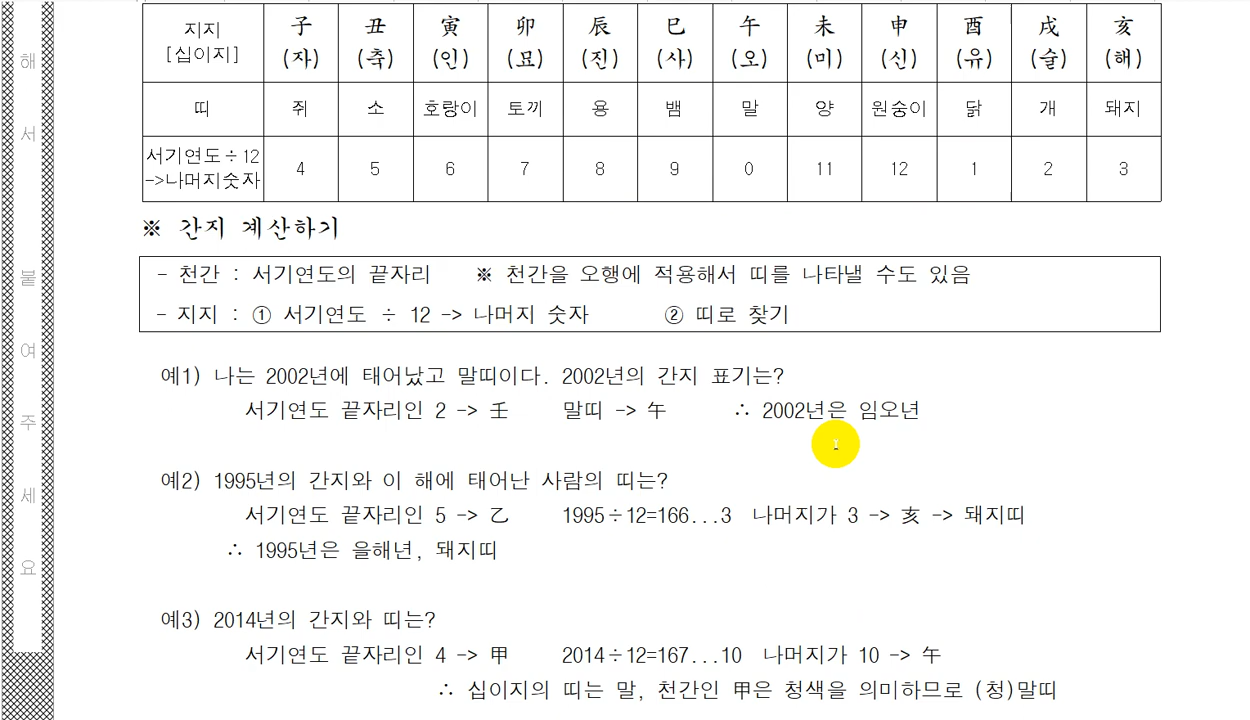 해 서 붙 여 주 세 요
지지 [십이지] 子 (자) 丑 (축) 寅 (인) 卯 (묘) 辰 (진) 巳 (사) 午 (오) 未 (미) 申 (신) 酉 (유) 戌 (술) 亥 (해)
띠 쥐 소 호랑이 토끼 용 뱀 말 양 원숭이 닭 개 돼지
서기연도÷12 ->나머지숫자 4 5 6 7 8 9 0 11 12 1 2 3
※ 간지 계산하기
- 천간 : 서기연도의 끝자리 ※ 천간을 오행에 적용해서 띠를 나타낼 수도 있음
- 지지 : ① 서기연도 ÷ 12 -> 나머지 숫자 ② 띠로 찾기
예1) 나는 2002년에 태어났고 말띠이다. 2002년의 간지 표기는?
서기연도 끝자리인 2 -> 壬 말띠 -> 午 ∴ 2002년은 임오년
예2) 1995년의 간지와 이 해에 태어난 사람의 띠는?
서기연도 끝자리인 5 -> 乙 1995÷12=166...3 나머지가 3 -> 亥 -> 돼지띠
∴ 1995년은 을해년, 돼지띠
예3) 2014년의 간지와 띠는?
서기연도 끝자리인 4 -> 甲 2014÷12=167...10 나머지가 10 -> 午
∴ 십이지의 띠는 말, 천간인 甲은 청색을 의미하므로 (청)말띠